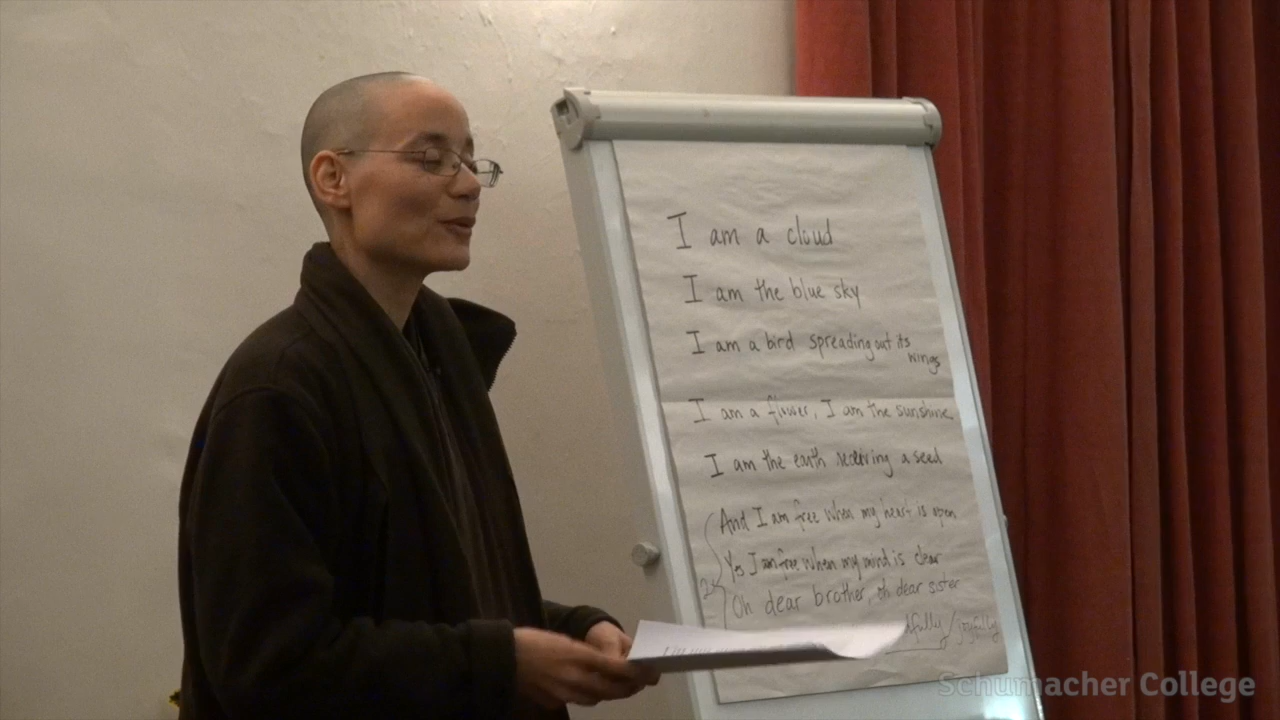 I am a cloud
I am the blue sky
I am a bird spreading out its
wings
I am a flower, I am the sunshine
I am the earth receiving a seed
And I am free when my heart is open
Yes I am free when my mind is clear
Oh dear brother, oh dear sister
/joyfully
Schumacher College